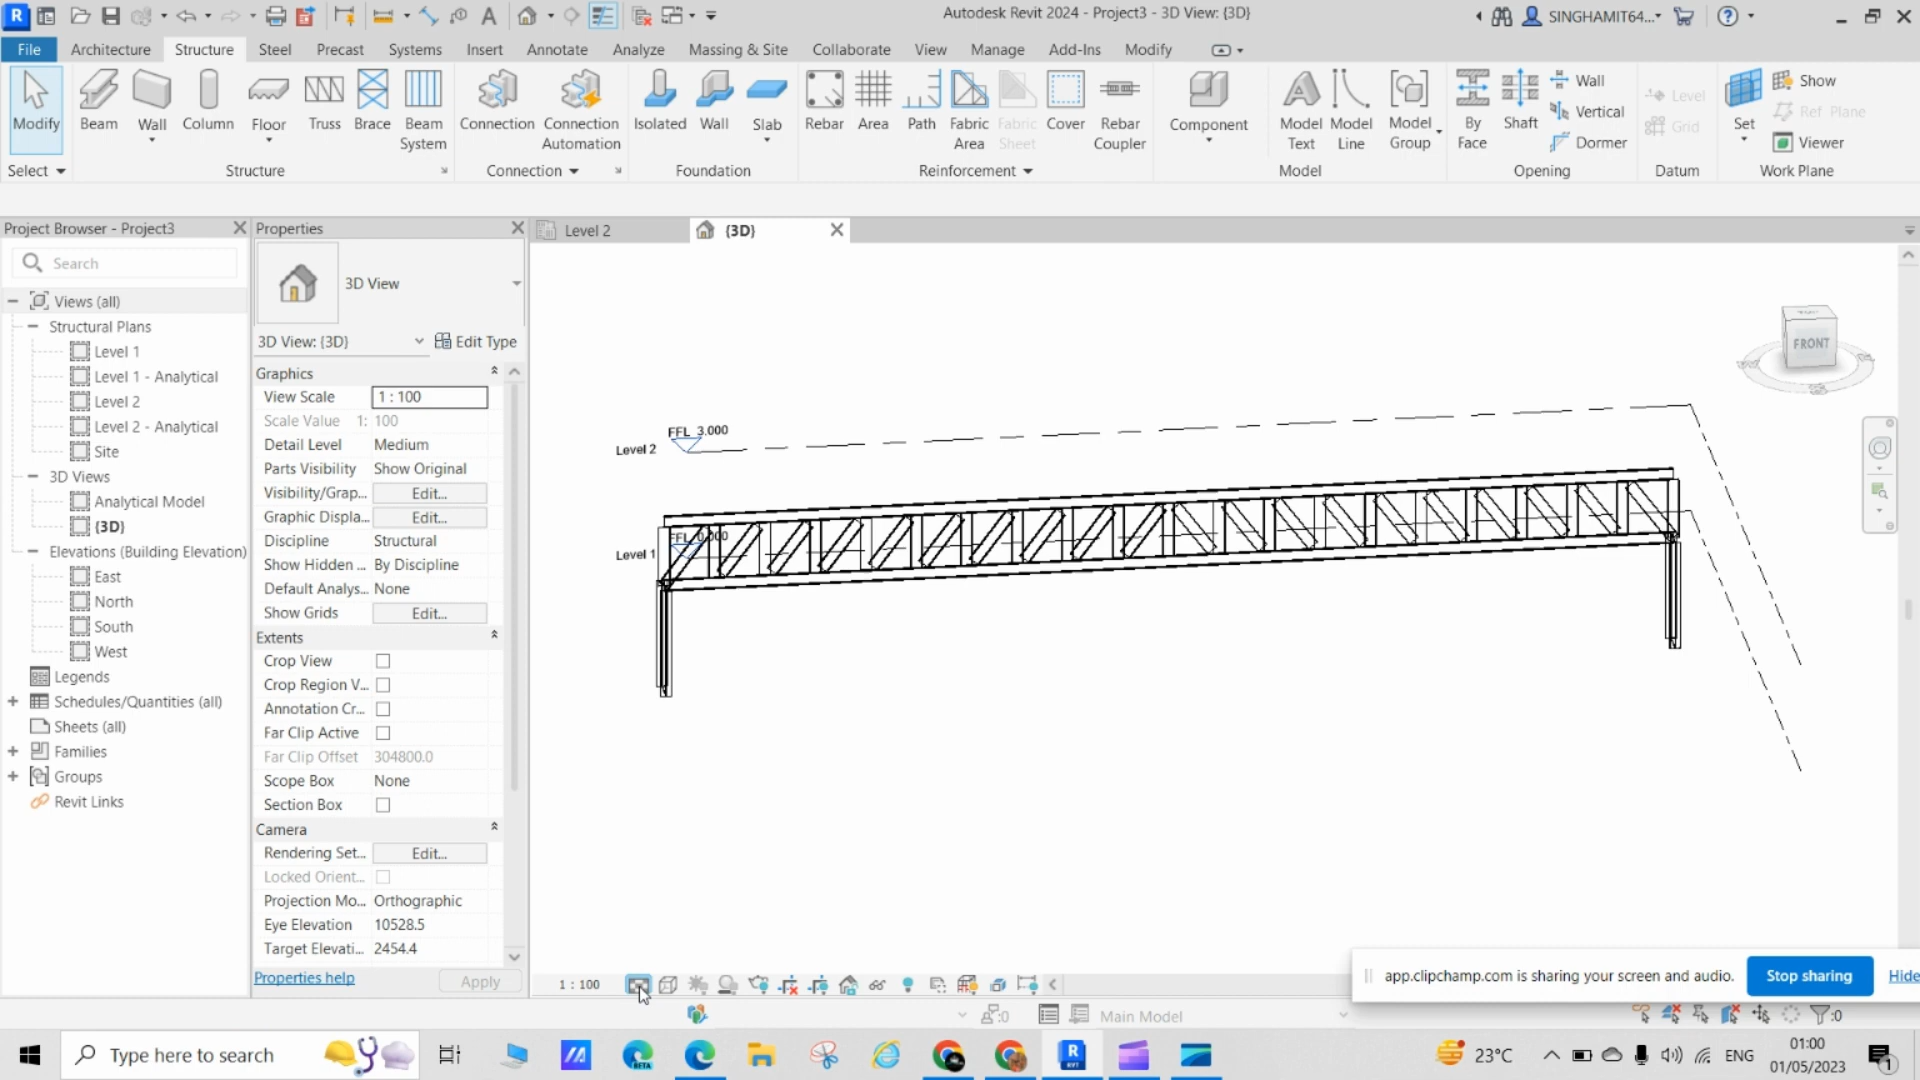 Autodesk Revit 2024 - Project3 - 3D View: {3D}
SINGHAMIT64...
File Architecture Structure Steel Precast Systems Insert Annotate Analyze Massing & Site Collaborate View Manage Add-Ins Modify
Modify Beam Wall Column Floor Truss Brace Beam System Connection Connection Automation Isolated Wall Slab Rebar Area Path Fabric Area Fabric Sheet Cover Rebar Coupler Component Model Text Model Line Model Group By Face Shaft Wall Vertical Dormer Level Grid Set Show Ref Plane Viewer
Select Structure Connection Foundation Reinforcement Model Opening Datum Work Plane
Project Browser - Project3
Search
Views (all)
Structural Plans
Level 1
Level 1 - Analytical
Level 2
Level 2 - Analytical
Site
3D Views
Analytical Model
{3D}
Elevations (Building Elevation)
East
North
South
West
Legends
Schedules/Quantities (all)
Sheets (all)
Families
Groups
Revit Links
Properties
3D View
3D View: {3D} Edit Type
Graphics
View Scale 1 : 100
Scale Value 1: 100
Detail Level Medium
Parts Visibility Show Original
Visibility/Grap... Edit...
Graphic Displa... Edit...
Discipline Structural
Show Hidden ... By Discipline
Default Analys... None
Show Grids Edit...
Extents
Crop View
Crop Region V...
Annotation Cr...
Far Clip Active
Far Clip Offset 304800.0
Scope Box None
Section Box
Camera
Rendering Set... Edit...
Locked Orient...
Projection Mo... Orthographic
Eye Elevation 10528.5
Target Elevati... 2454.4
Properties help Apply
Level 2 {3D}
FRONT
FFL 3.000
Level 2
FFL 0.000
Level 1
1 : 100
app.clipchamp.com is sharing your screen and audio. Stop sharing Hide
:0 Main Model :0
Type here to search
BETA
23°C ENG 01:00
01/05/2023
1